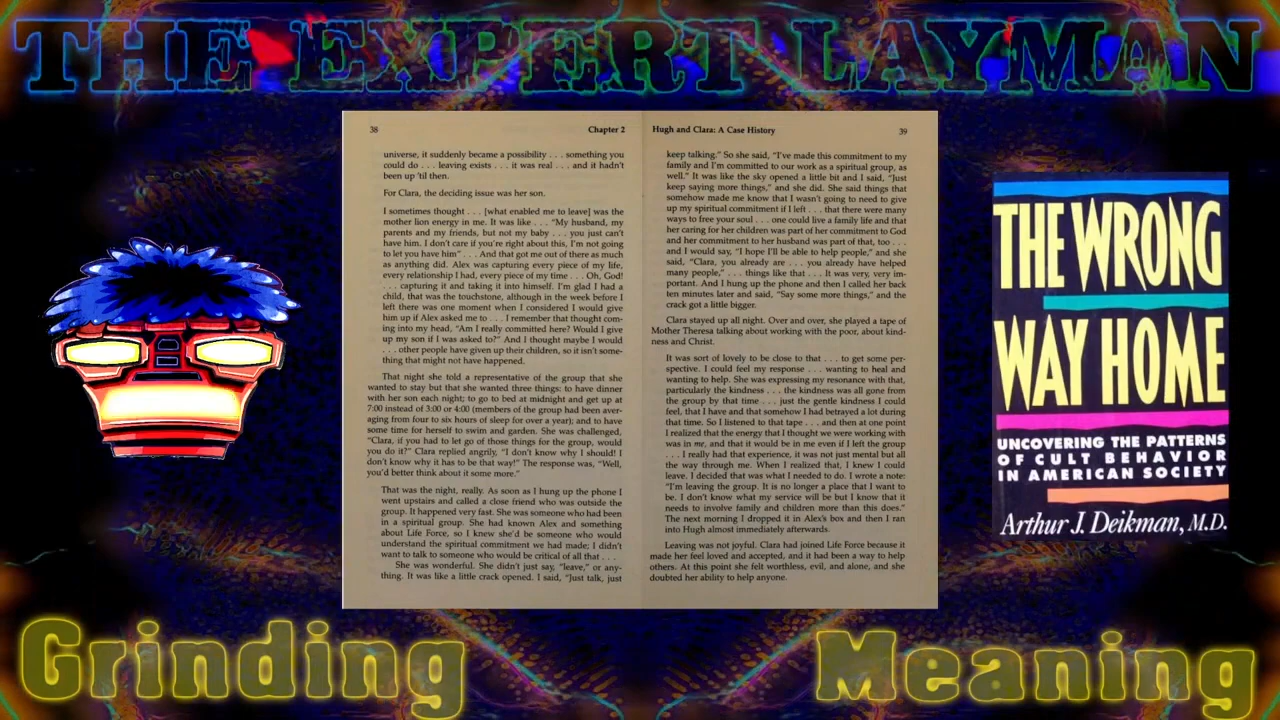 THE EXPERT LAYMAN
38 Chapter 2
universe, it suddenly became a possibility . . . something you
could do . . . leaving exists . . . it was real . . . and it hadn't
been up 'til then.
For Clara, the deciding issue was her son.
I sometimes thought . . . [what enabled me to leave] was the
mother lion energy in me. It was like . . . "My husband, my
parents and my friends, but not my baby . . . you just can't
have him. I don't care if you're right about this, I'm not going
to let you have him" . . . And that got me out of there as much
as anything did. Alex was capturing every piece of my life,
every relationship I had, every piece of my time . . . Oh, God!
. . . capturing it and taking it into himself. I'm glad I had a
child, that was the touchstone, although in the week before I
left there was one moment when I considered I would give
him up if Alex asked me to . . . I remember that thought com-
ing into my head, "Am I really committed here? Would I give
up my son if I was asked to?" And I thought maybe I would
. . . other people have given up their children, so it isn't some-
thing that might not have happened.
That night she told a representative of the group that she
wanted to stay but that she wanted three things: to have dinner
with her son each night; to go to bed at midnight and get up at
7:00 instead of 3:00 or 4:00 (members of the group had been aver-
aging from four to six hours of sleep for over a year); and to have
some time for herself to swim and garden. She was challenged,
"Clara, if you had to let go of those things for the group, would
you do it?" Clara replied angrily, "I don't know why I should! I
don't know why it has to be that way!" The response was, "Well,
you'd better think about it some more."
That was the night, really. As soon as I hung up the phone I
went upstairs and called a close friend who was outside the
group. It happened very fast. She was someone who had been
in a spiritual group. She had known Alex and something
about Life Force, so I knew she'd be someone who would
understand the spiritual commitment we had made; I didn't
want to talk to someone who would be critical of all that . . .
She was wonderful. She didn't just say, "leave," or any-
thing. It was like a little crack opened. I said, "Just talk, just
Hugh and Clara: A Case History 39
keep talking." So she said, "I've made this commitment to my
family and I'm committed to our work as a spiritual group, as
well." It was like the sky opened a little bit and I said, "Just
keep saying more things," and she did. She said things that
somehow made me know that I wasn't going to need to give
up my spiritual commitment if I left . . . that there were many
ways to free your soul . . . one could live a family life and that
her caring for her children was part of her commitment to God
and her commitment to her husband was part of that, too . . .
and I would say, "I hope I'll be able to help people," and she
said, "Clara, you already are . . . you already have helped
many people," . . . things like that . . . It was very, very im-
portant. And I hung up the phone and then I called her back
ten minutes later and said, "Say some more things," and the
crack got a little bigger.
Clara stayed up all night. Over and over, she played a tape of
Mother Theresa talking about working with the poor, about kind-
ness and Christ.
It was sort of lovely to be close to that . . . to get some per-
spective. I could feel my response . . . wanting to heal and
wanting to help. She was expressing my resonance with that,
particularly the kindness . . . the kindness was all gone from
the group by that time . . . just the gentle kindness I could
feel, that I have and that somehow I had betrayed a lot during
that time. So I listened to that tape . . . and then at one point
I realized that the energy that I thought we were working with
was in me, and that it would be in me even if I left the group
. . . I really had that experience, it was not just mental but all
the way through me. When I realized that, I knew I could
leave. I decided that was what I needed to do. I wrote a note:
"I'm leaving the group. It is no longer a place that I want to
be. I don't know what my service will be but I know that it
needs to involve family and children more than this does."
The next morning I dropped it in Alex's box and then I ran
into Hugh almost immediately afterwards.
Leaving was not joyful. Clara had joined Life Force because it
made her feel loved and accepted, and it had been a way to help
others. At this point she felt worthless, evil, and alone, and she
doubted her ability to help anyone.
THE WRONG
WAY HOME
UNCOVERING THE PATTERNS
OF CULT BEHAVIOR
IN AMERICAN SOCIETY
Arthur J. Deikman, M.D.
Grinding Meaning